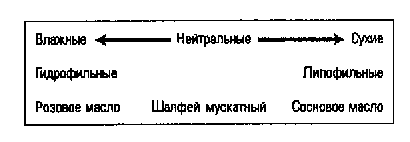 Влажные Нейтральные Сухие
Гидрофильные Липофильные
Розовое масло Шалфей мускатный Сосновое масло